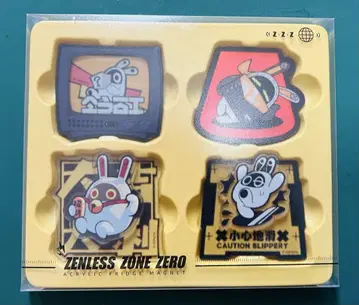 Z·Z·Z
小心地滑
CAUTION SLIPPERY
ZENLESS ZONE ZERO
ACRYLIC FRIDGE MAGNET